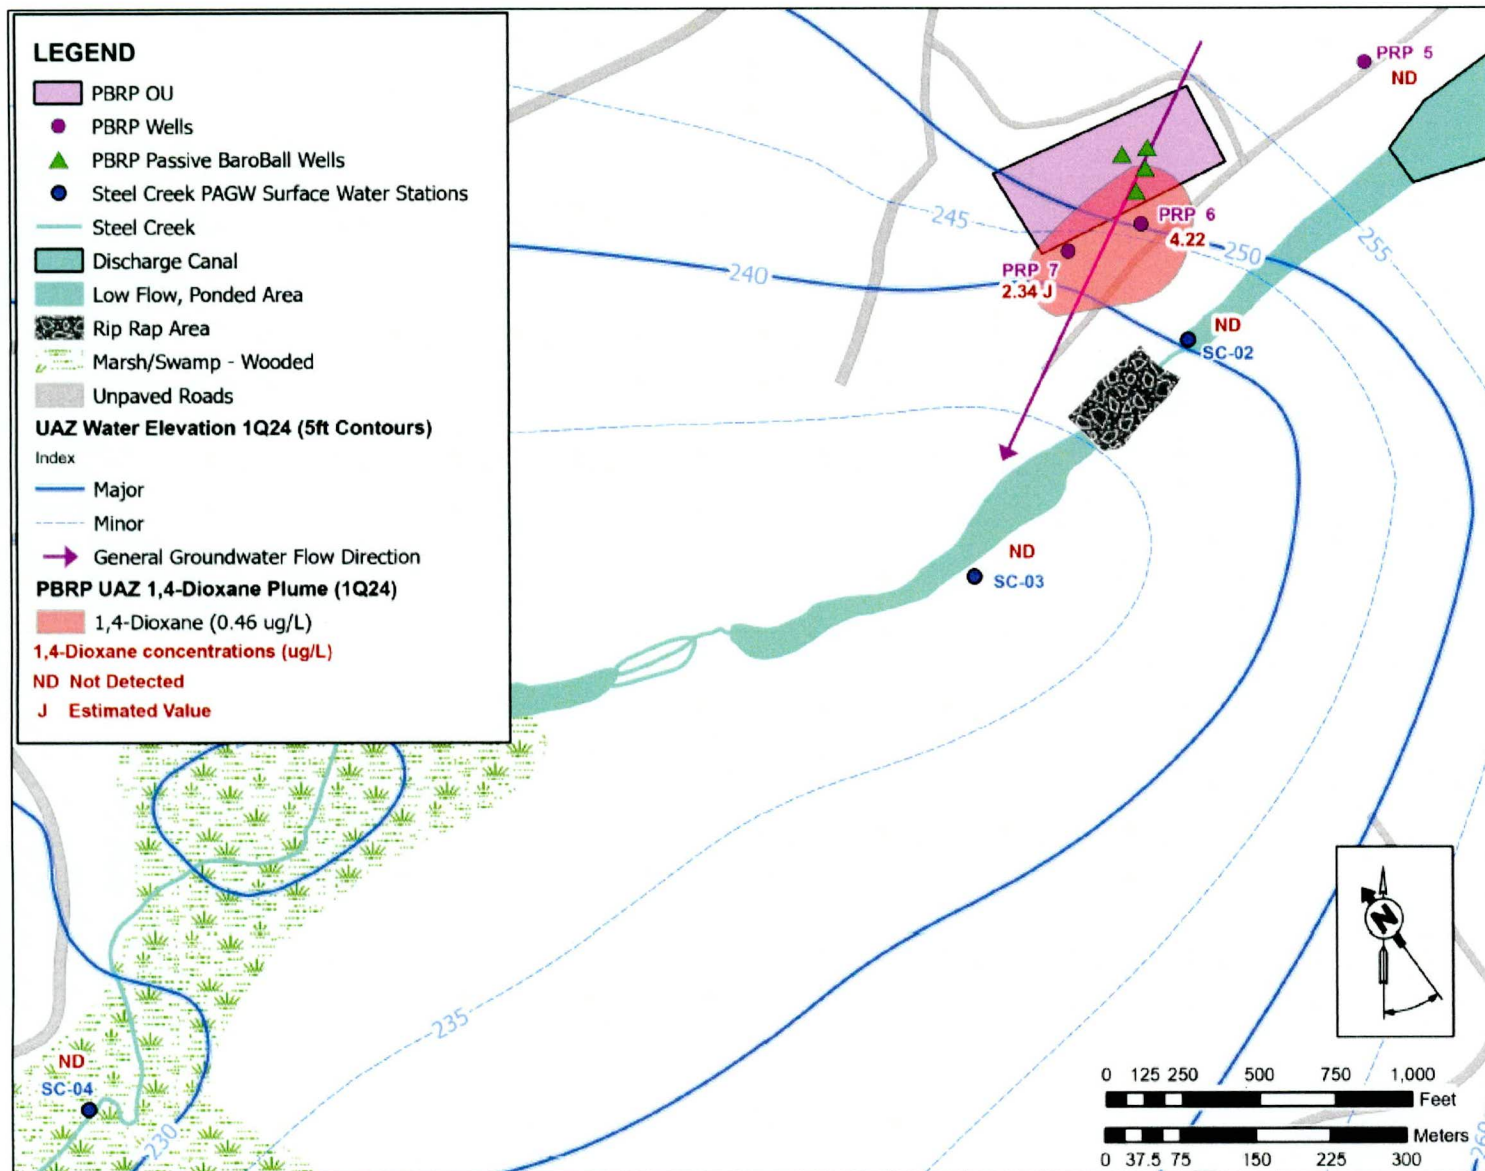 LEGEND
PBRP OU
PBRP Wells
PBRP Passive BaroBall Wells
Steel Creek PAGW Surface Water Stations
Steel Creek
Discharge Canal
Low Flow, Ponded Area
Rip Rap Area
Marsh/Swamp - Wooded
Unpaved Roads
UAZ Water Elevation 1Q24 (5ft Contours)
Index
Major
Minor
General Groundwater Flow Direction
PBRP UAZ 1,4-Dioxane Plume (1Q24)
1,4-Dioxane (0.46 ug/L)
1,4-Dioxane concentrations (ug/L)
ND Not Detected
J Estimated Value
PRP 5
ND
245
PRP 6
4.22
250
255
240
PRP 7
2.34 J
ND
SC-02
ND
SC-03
N
235
ND
SC-04
230
260
0 125 250 500 750 1,000
Feet
Meters
0 37.5 75 150 225 300